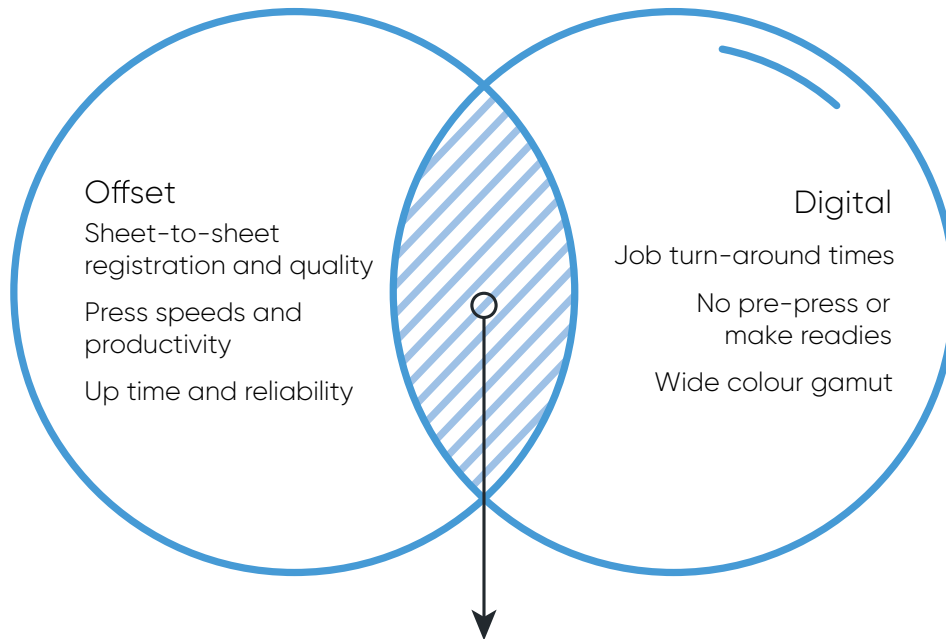 Offset
Sheet-to-sheet
registration and quality
Press speeds and
productivity
Up time and reliability
Digital
Job turn-around times
No pre-press or
make readies
Wide colour gamut